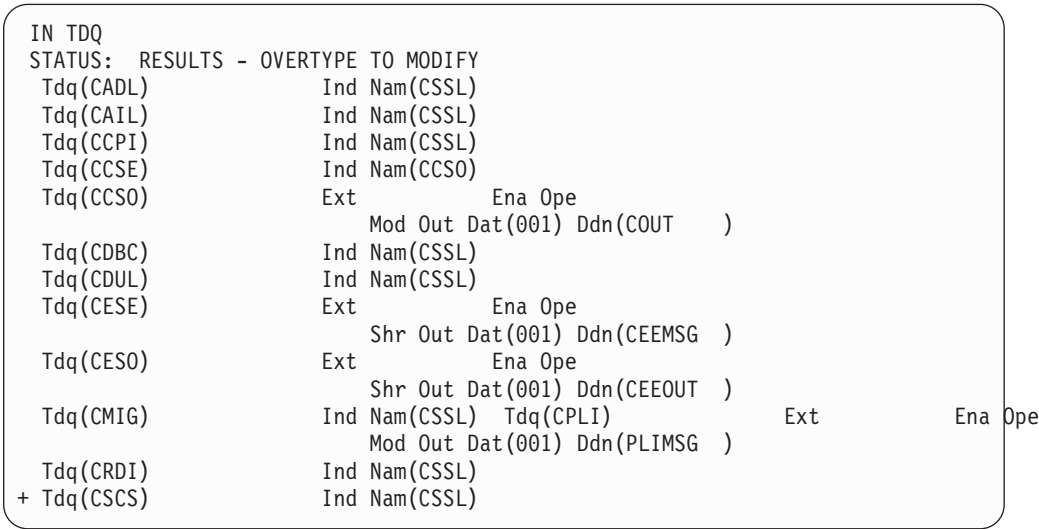 IN TDQ
STATUS:  RESULTS - OVERTYPE TO MODIFY
 Tdq(CADL)               Ind Nam(CSSL)
 Tdq(CAIL)               Ind Nam(CSSL)
 Tdq(CCPI)               Ind Nam(CSSL)
 Tdq(CCSE)               Ind Nam(CCSO)
 Tdq(CCSO)               Ext            Ena Ope
                             Mod Out Dat(001) Ddn(COUT    )
 Tdq(CDBC)               Ind Nam(CSSL)
 Tdq(CDUL)               Ind Nam(CSSL)
 Tdq(CESE)               Ext            Ena Ope
                             Shr Out Dat(001) Ddn(CEEMSG  )
 Tdq(CESO)               Ext            Ena Ope
                             Shr Out Dat(001) Ddn(CEEOUT  )
 Tdq(CMIG)               Ind Nam(CSSL)  Tdq(CPLI)               Ext            Ena Ope
                             Mod Out Dat(001) Ddn(PLIMSG  )
 Tdq(CRDI)               Ind Nam(CSSL)
+ Tdq(CSCS)               Ind Nam(CSSL)